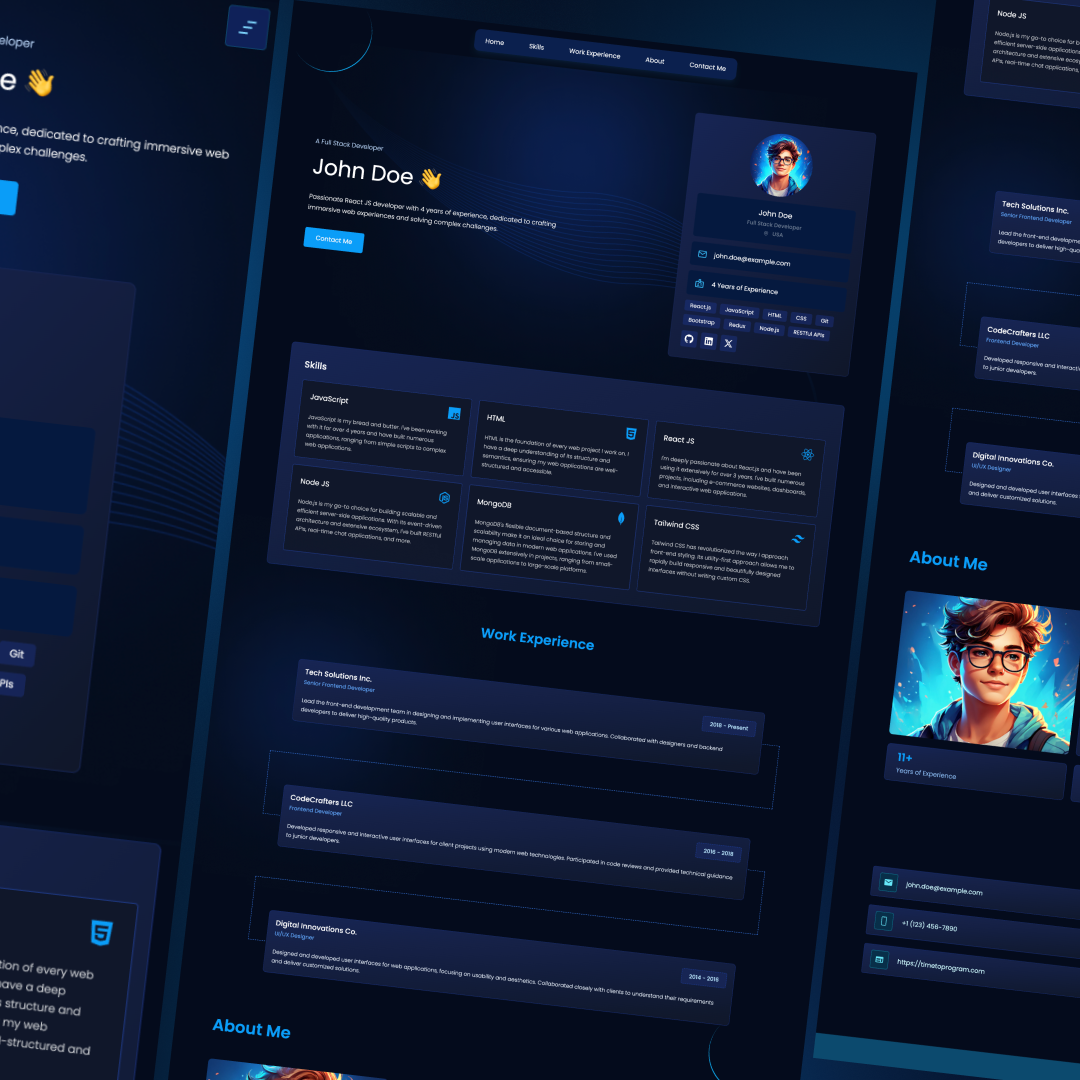 eloper
e 👋
nce, dedicated to crafting immersive web
plex challenges.
Git
PIs
tion of every web
have a deep
s structure and
my web
l-structured and
Home
Skills
Work Experience
About
Contact Me
A Full Stack Developer
John Doe 👋
Passionate React JS developer with 4 years of experience, dedicated to crafting
immersive web experiences and solving complex challenges.
Contact Me
John Doe
Full Stack Developer
USA
john.doe@example.com
4 Years of Experience
React.js
JavaScript
HTML
CSS
Git
Bootstrap
Redux
Node.js
RESTful APIs
Skills
JavaScript
JS
JavaScript is my bread and butter. I've been working
with it for over 4 years and have built numerous
applications, ranging from simple scripts to complex
web applications.
HTML
HTML is the foundation of every web project I work on. I
have a deep understanding of its structure and
semantics, ensuring my web applications are well-
structured and accessible.
React JS
I'm deeply passionate about React.js and have been
using it extensively for over 3 years. I've built numerous
projects, including e-commerce websites, dashboards,
and interactive web applications.
Node JS
Node.js is my go-to choice for building scalable and
efficient server-side applications. With its event-driven
architecture and extensive ecosystem, I've built RESTful
APIs, real-time chat applications, and more.
MongoDB
MongoDB's flexible document-based structure and
scalability make it an ideal choice for storing and
managing data in modern web applications. I've used
MongoDB extensively in projects, ranging from small-
scale applications to large-scale platforms.
Tailwind CSS
Tailwind CSS has revolutionized the way I approach
front-end styling. Its utility-first approach allows me to
rapidly build responsive and beautifully designed
interfaces without writing custom CSS.
Work Experience
Tech Solutions Inc.
Senior Frontend Developer
2018 - Present
Lead the front-end development team in designing and implementing user interfaces for various web applications. Collaborated with designers and backend
developers to deliver high-quality products.
CodeCrafters LLC
Frontend Developer
2016 - 2018
Developed responsive and interactive user interfaces for client projects using modern web technologies. Participated in code reviews and provided technical guidance
to junior developers.
Digital Innovations Co.
UI/UX Designer
2014 - 2016
Designed and developed user interfaces for web applications, focusing on usability and aesthetics. Collaborated closely with clients to understand their requirements
and deliver customized solutions.
About Me
Node JS
Node.js is my go-to choice for
efficient server-side application
architecture and extensive ecosy
APIs, real-time chat applications,
Tech Solutions Inc.
Senior Frontend Developer
Lead the front-end developme
developers to deliver high-qua
CodeCrafters LLC
Frontend Developer
Developed responsive and interactiv
to junior developers.
Digital Innovations Co.
UI/UX Designer
Designed and developed user interfaces f
and deliver customized solutions.
About Me
11+
Years of Experience
john.doe@example.com
+1 (123) 456-7890
https://timetoprogram.com